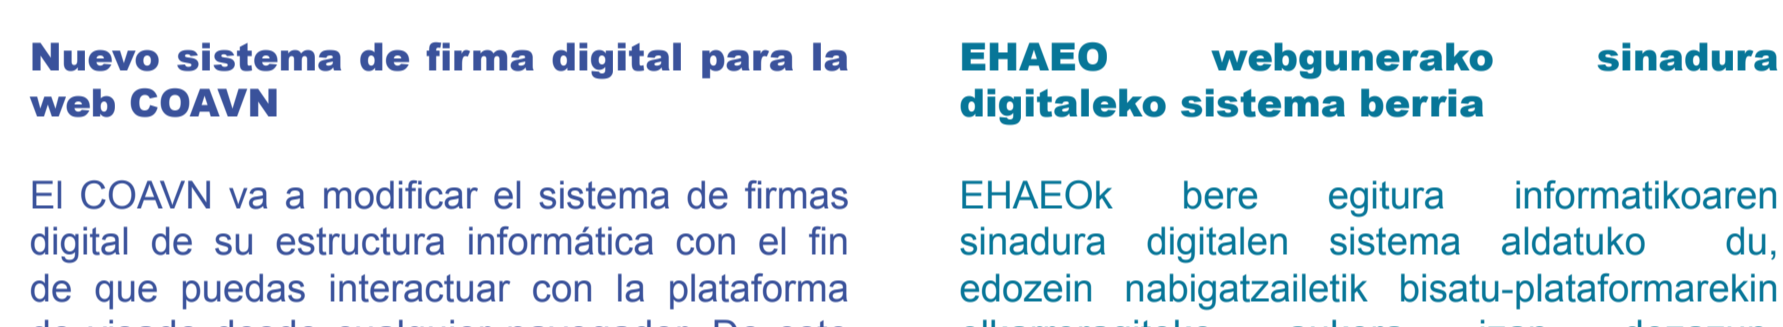 Nuevo sistema de firma digital para la
web COAVN
El COAVN va a modificar el sistema de firmas
digital de su estructura informática con el fin
de que puedas interactuar con la plataforma
EHAEO webgunerako sinadura
digitaleko sistema berria
EHAEOk bere egitura informatikoaren
sinadura digitalen sistema aldatuko du,
edozein nabigatzailetik bisatu-plataformarekin